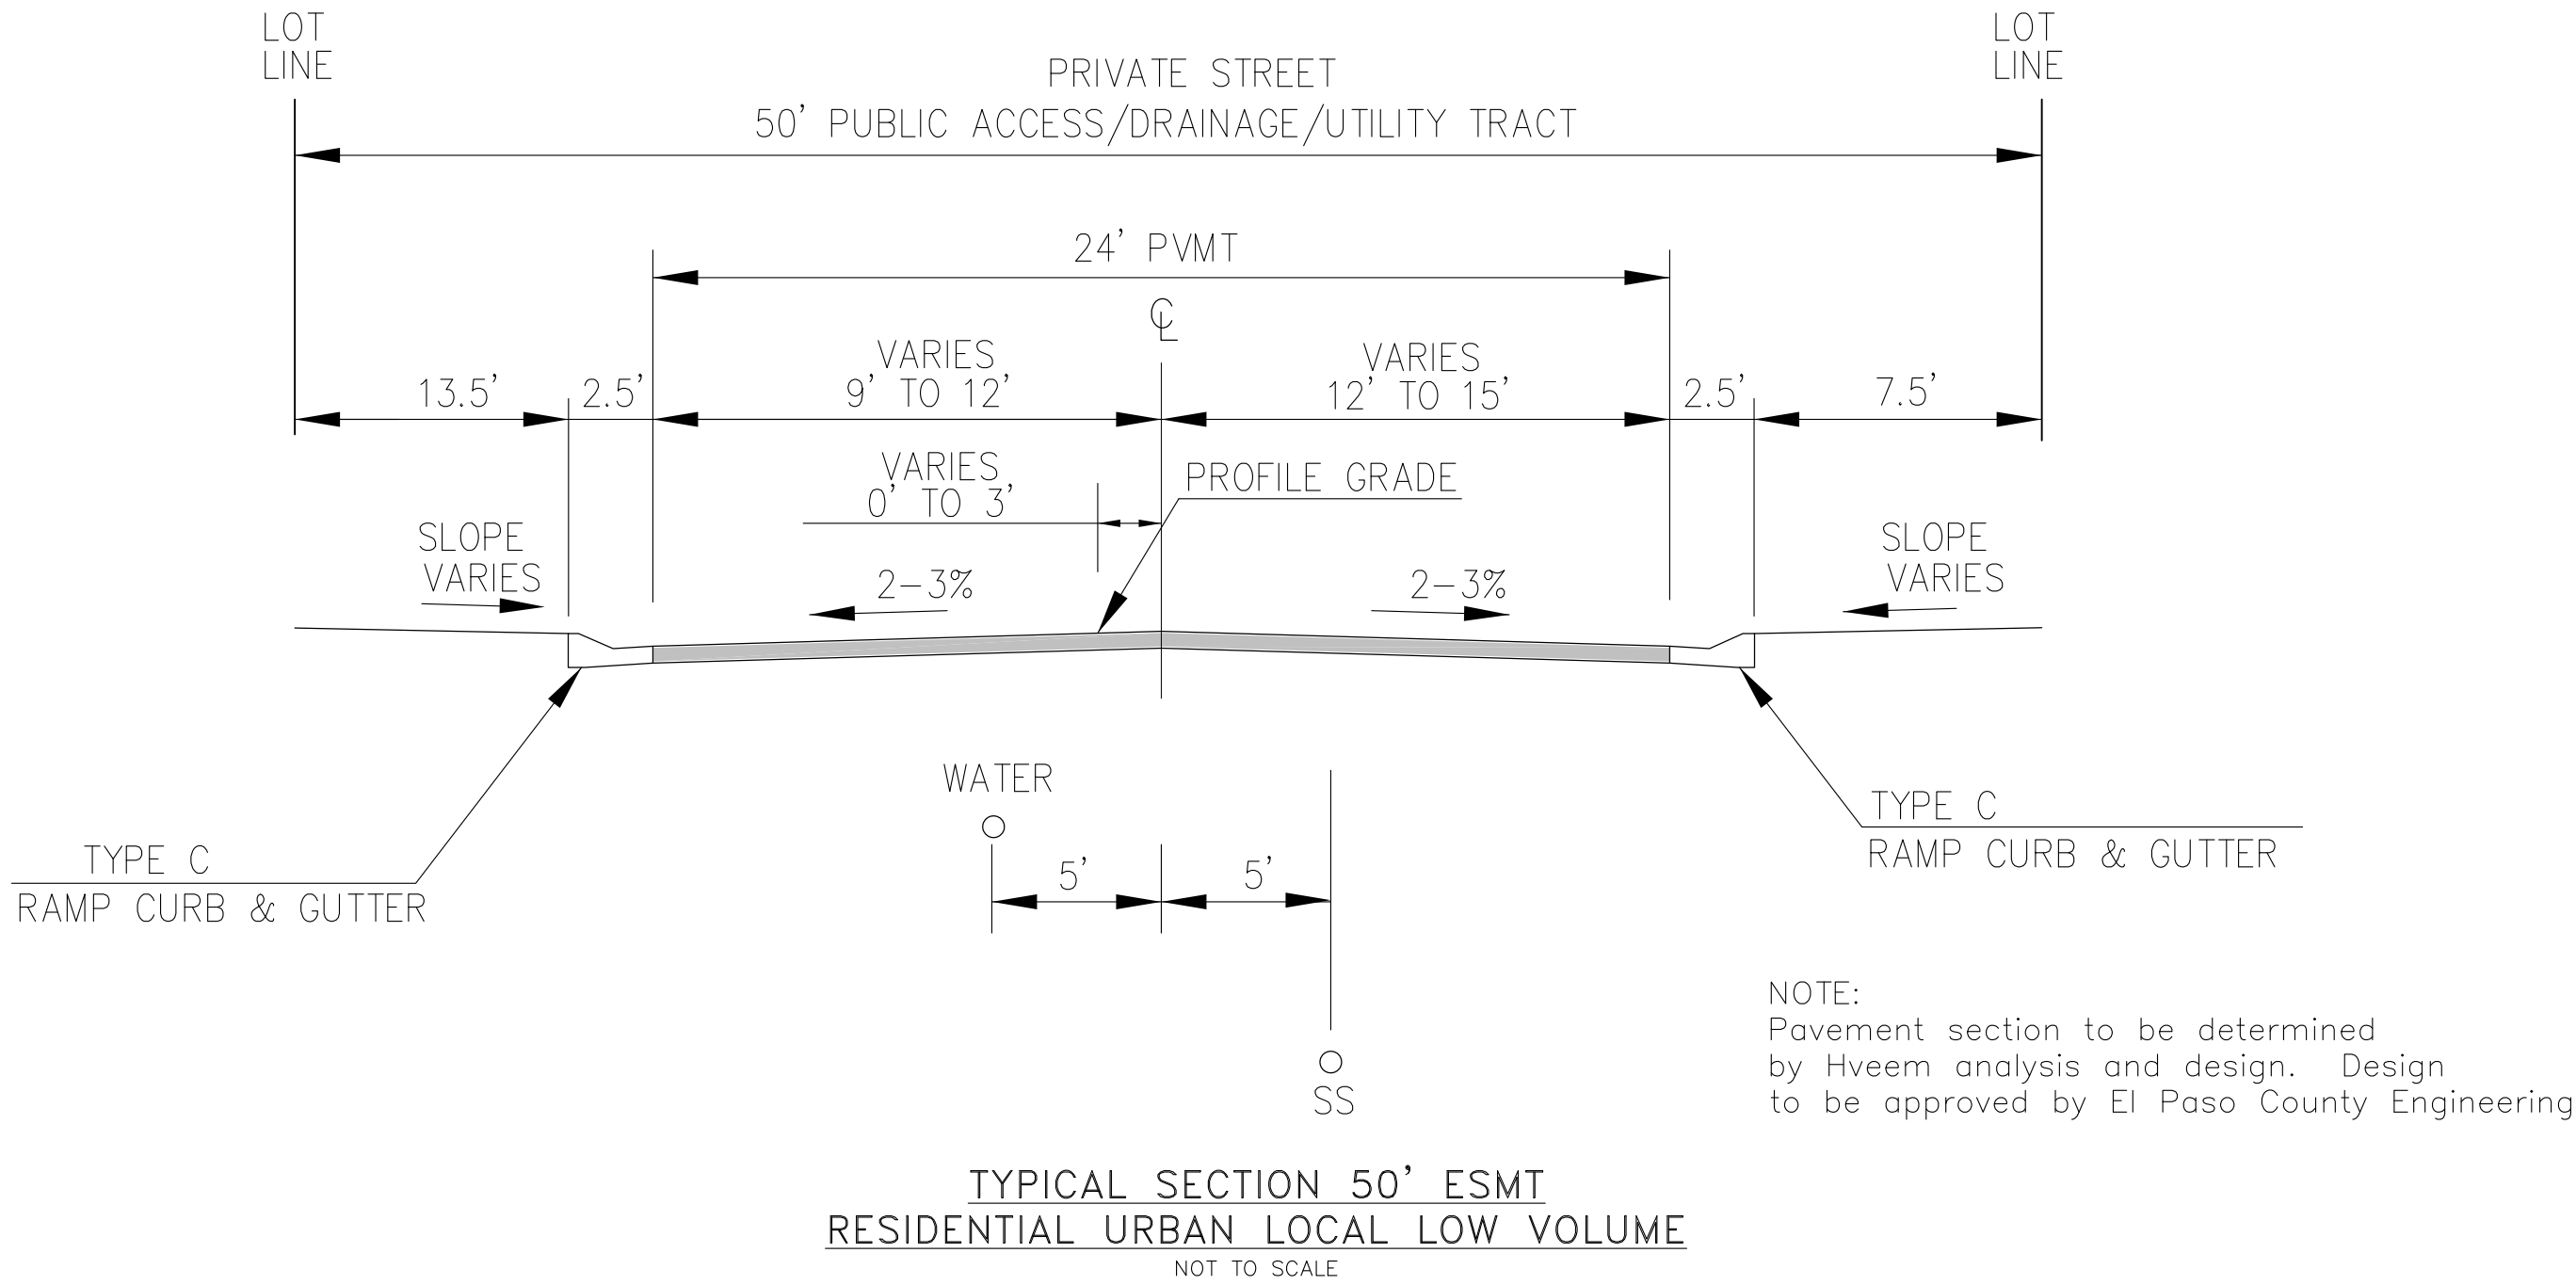 LOT
LINE
LOT
LINE
PRIVATE STREET
50' PUBLIC ACCESS/DRAINAGE/UTILITY TRACT
24' PVMT
℄
13.5'
2.5'
VARIES
9' TO 12'
VARIES
12' TO 15'
2.5'
7.5'
VARIES
0' TO 3'
PROFILE GRADE
SLOPE
VARIES
2-3%
2-3%
SLOPE
VARIES
WATER
TYPE C
RAMP CURB & GUTTER
5'
5'
TYPE C
RAMP CURB & GUTTER
SS
NOTE:
Pavement section to be determined
by Hveem analysis and design. Design
to be approved by El Paso County Engineering
TYPICAL SECTION 50' ESMT
RESIDENTIAL URBAN LOCAL LOW VOLUME
NOT TO SCALE